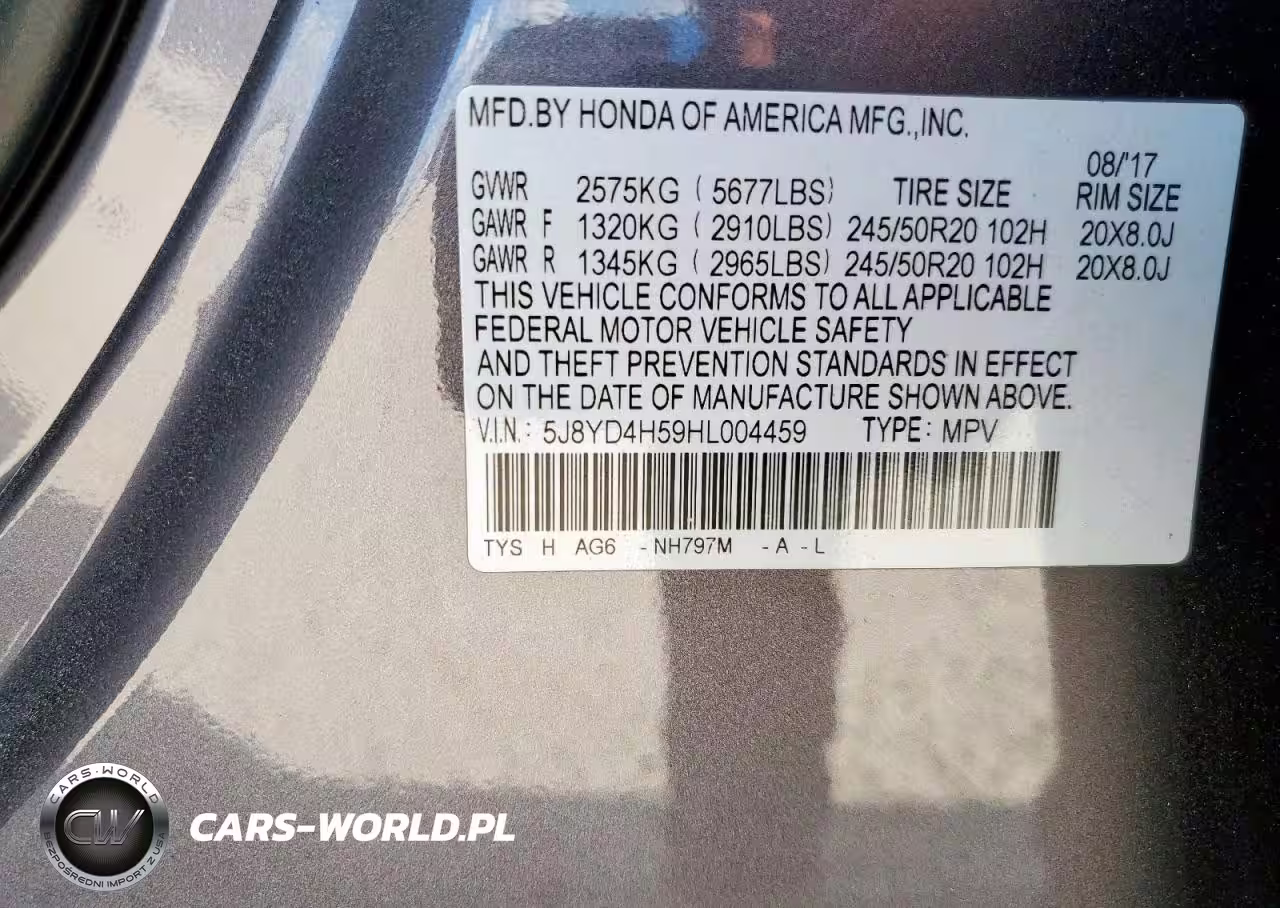 MFD.BY HONDA OF AMERICA MFG.,INC.
08/'17
GVWR 2575KG ( 5677LBS) TIRE SIZE RIM SIZE
GAWR F 1320KG ( 2910LBS) 245/50R20 102H 20X8.0J
GAWR R 1345KG ( 2965LBS) 245/50R20 102H 20X8.0J
THIS VEHICLE CONFORMS TO ALL APPLICABLE
FEDERAL MOTOR VEHICLE SAFETY
AND THEFT PREVENTION STANDARDS IN EFFECT
ON THE DATE OF MANUFACTURE SHOWN ABOVE.
V.I.N.: 5J8YD4H59HL004459 TYPE: MPV
TYS H AG6 -NH797M -A -L
CARS-WORLD
CW
BEZPOŚREDNI IMPORT Z USA
CARS-WORLD.PL